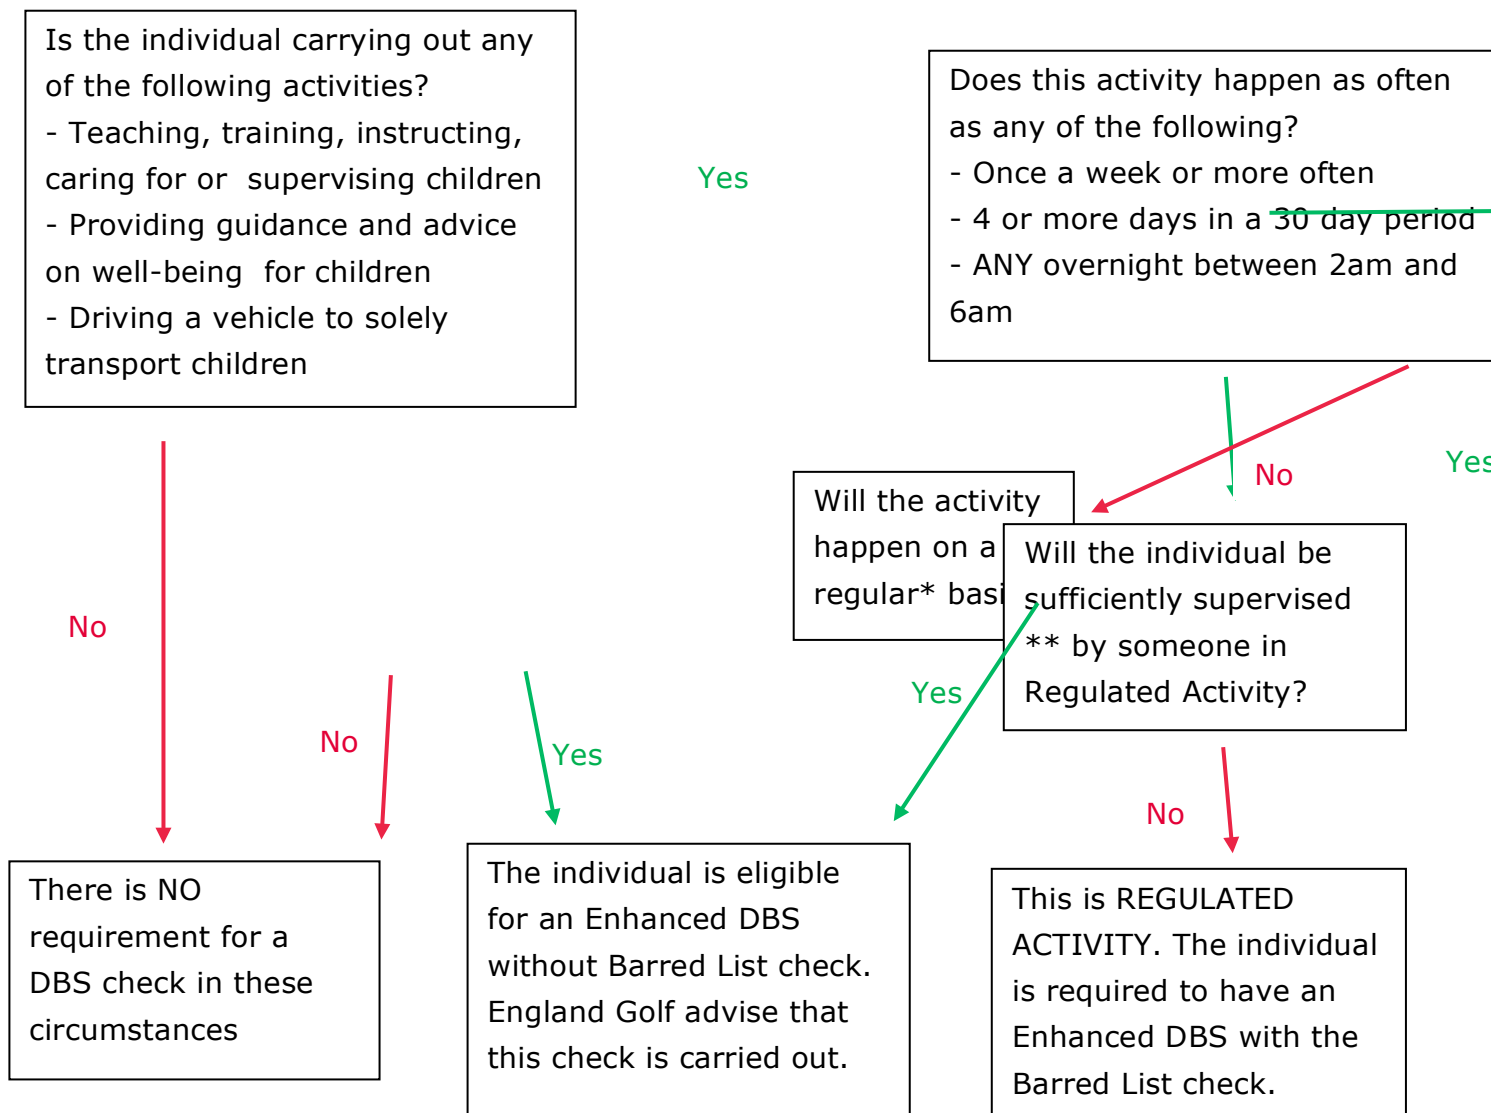 Is the individual carrying out any
of the following activities?
- Teaching, training, instructing,
caring for or supervising children
- Providing guidance and advice
on well-being for children
- Driving a vehicle to solely
transport children
Yes
Does this activity happen as often
as any of the following?
- Once a week or more often
- 4 or more days in a 30 day period
- ANY overnight between 2am and
6am
No
Yes
Will the activity
happen on a
regular* basi
Will the individual be
sufficiently supervised
** by someone in
Regulated Activity?
No
Yes
No
Yes
No
There is NO
requirement for a
DBS check in these
circumstances
The individual is eligible
for an Enhanced DBS
without Barred List check.
England Golf advise that
this check is carried out.
This is REGULATED
ACTIVITY. The individual
is required to have an
Enhanced DBS with the
Barred List check.